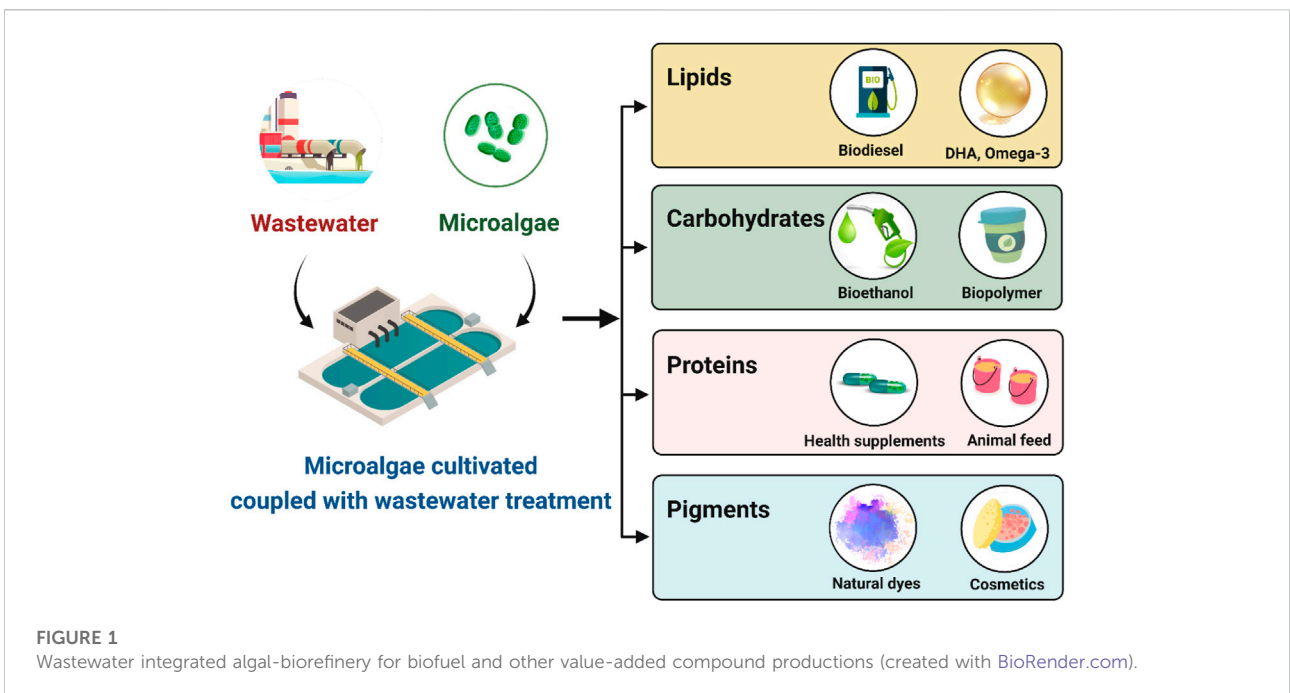 Wastewater
Microalgae
Microalgae cultivated
coupled with wastewater treatment
Lipids
BIO
Biodiesel
DHA, Omega-3
Carbohydrates
Bioethanol
Biopolymer
Proteins
Health supplements
Animal feed
Pigments
Natural dyes
Cosmetics
FIGURE 1
Wastewater integrated algal-biorefinery for biofuel and other value-added compound productions (created with BioRender.com).